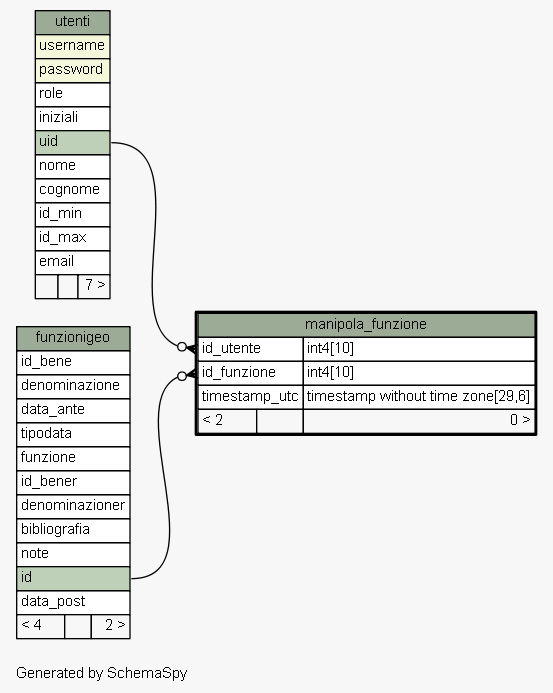 utenti
username
password
role
iniziali
uid
nome
cognome
id_min
id_max
email
7 >
funzionigeo
id_bene
denominazione
data_ante
tipodata
funzione
id_bener
denominazioner
bibliografia
note
id
data_post
< 4 2 >
manipola_funzione
id_utente int4[10]
id_funzione int4[10]
timestamp_utc timestamp without time zone[29,6]
< 2 0 >
Generated by SchemaSpy